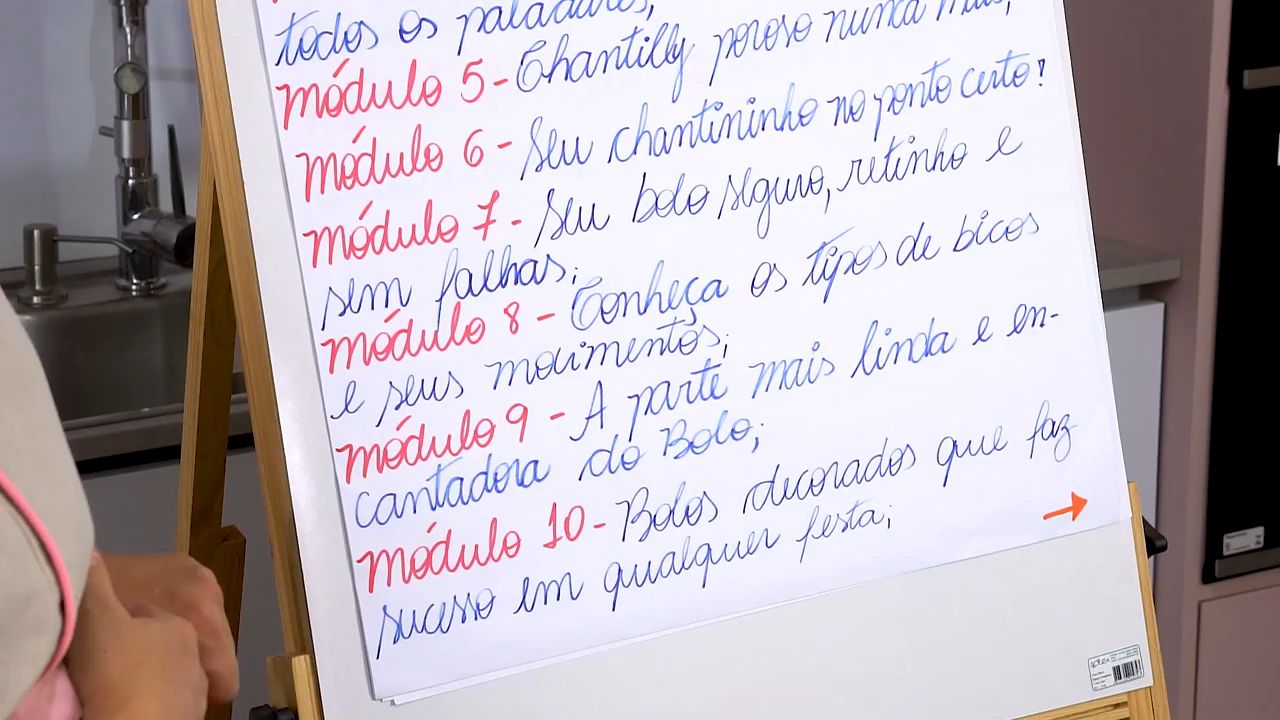 todos os paladares;
módulo 5 - Chantilly poroso nunca mais;
módulo 6 - Seu chantininho no ponto certo!
módulo 7 - Seu bolo seguro, retinho e
sem falhas;
módulo 8 - Conheça os tipos de bicos
e seus movimentos;
módulo 9 - A parte mais linda e en-
cantadora do Bolo;
módulo 10 - Bolos decorados que faz
sucesso em qualquer festa;